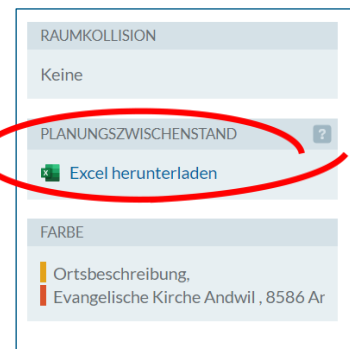 RAUMKOLLISION
Keine
PLANUNGSZWISCHENSTAND ?
Excel herunterladen
FARBE
Ortsbeschreibung,
Evangelische Kirche Andwil , 8586 Ar